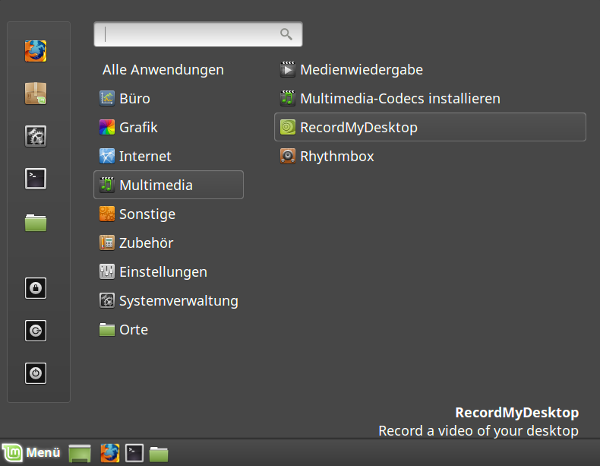 Alle Anwendungen
Büro
Grafik
Internet
Multimedia
Sonstige
Zubehör
Einstellungen
Systemverwaltung
Orte
Medienwiedergabe
Multimedia-Codecs installieren
RecordMyDesktop
Rhythmbox
RecordMyDesktop
Record a video of your desktop
Menü